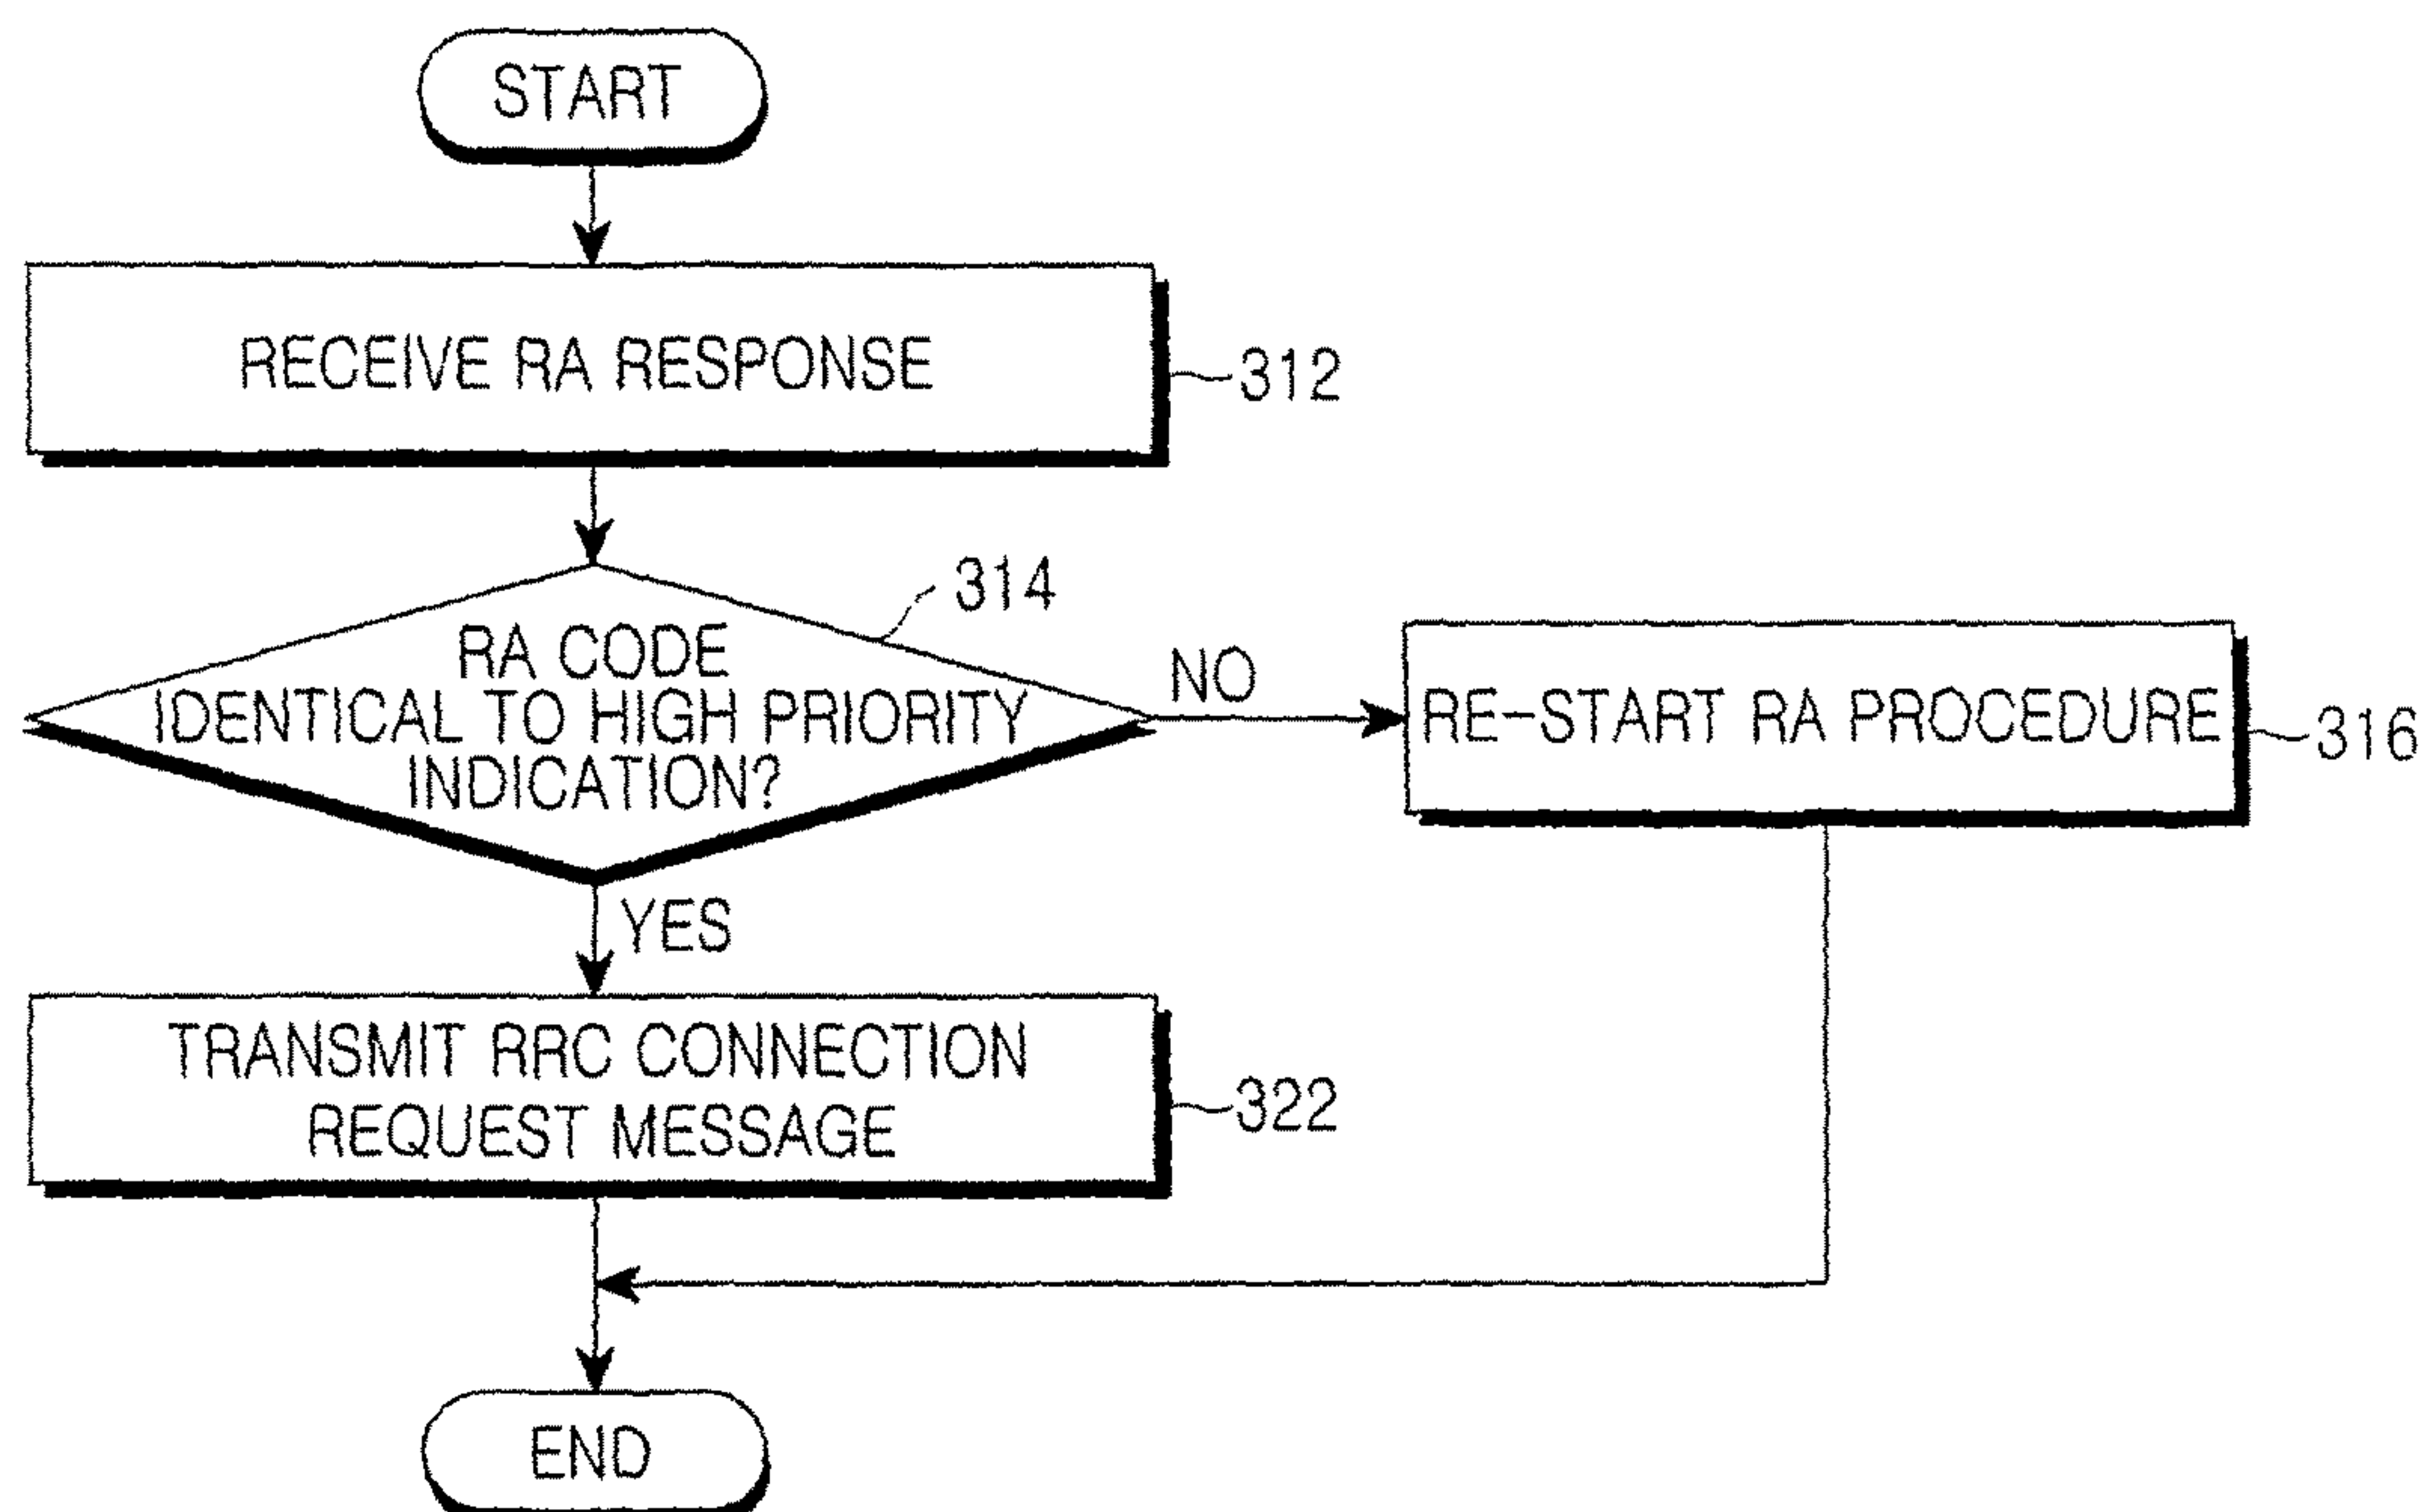 START
RECEIVE RA RESPONSE
312
314
RA CODE
IDENTICAL TO HIGH PRIORITY
INDICATION?
NO
RE-START RA PROCEDURE
316
YES
TRANSMIT RRC CONNECTION
REQUEST MESSAGE
322
END